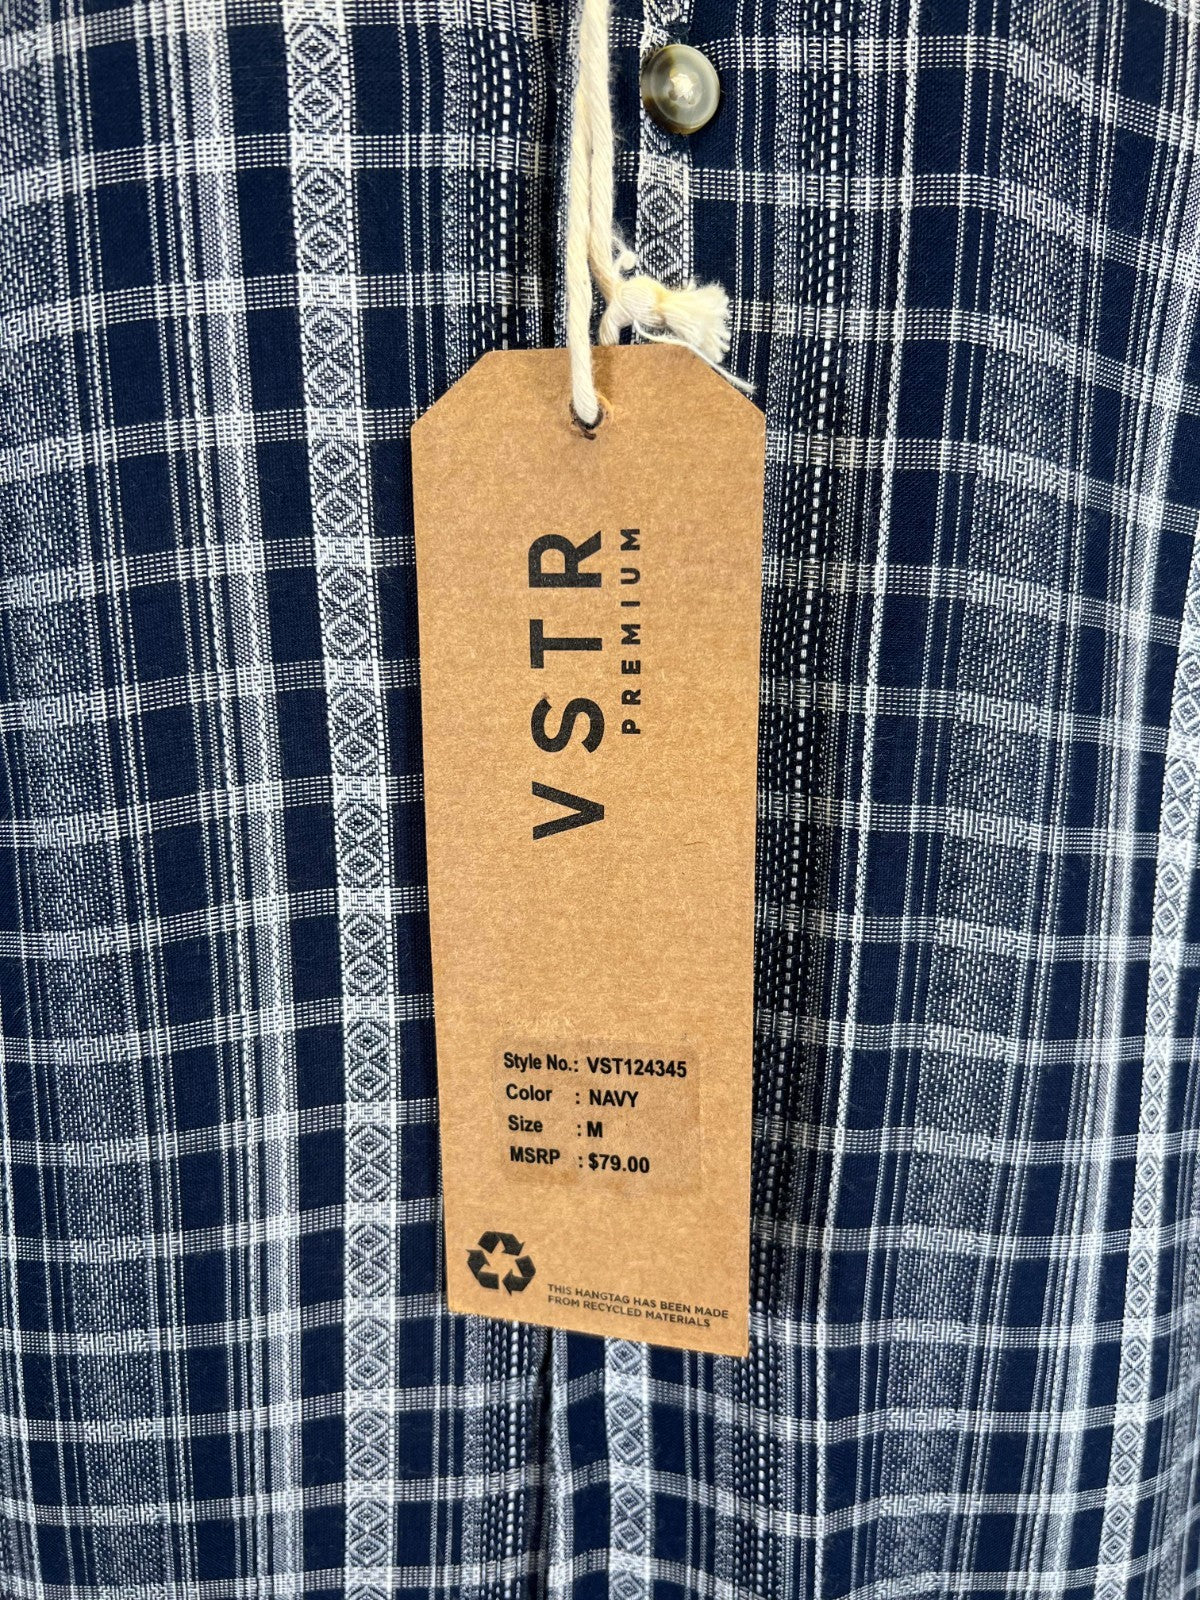 VSTR
PREMIUM
Style No.: VST124345
Color : NAVY
Size : M
MSRP : $79.00
THIS HANGTAG HAS BEEN MADE
FROM RECYCLED MATERIALS